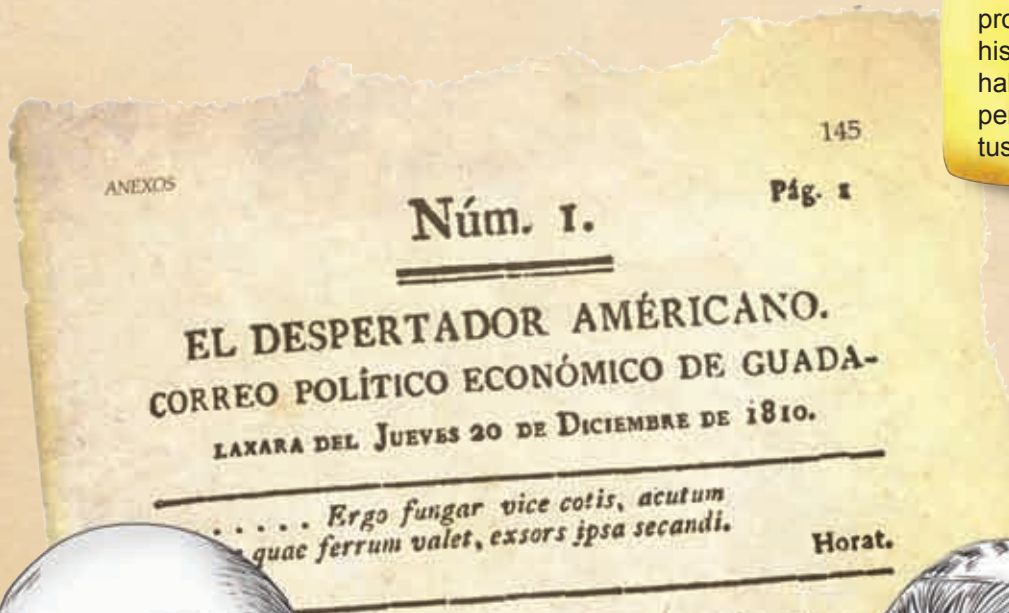 145
ANEXOS
Pág. 1
Núm. 1.
EL DESPERTADOR AMÉRICANO.
CORREO POLÍTICO ECONÓMICO DE GUADA-
LAXARA DEL JUEVES 20 DE DICIEMBRE DE 1810.
. . . . . Ergo fungar vice cotis, acutum
quae ferrum valet, exsors ipsa secandi.
Horat.